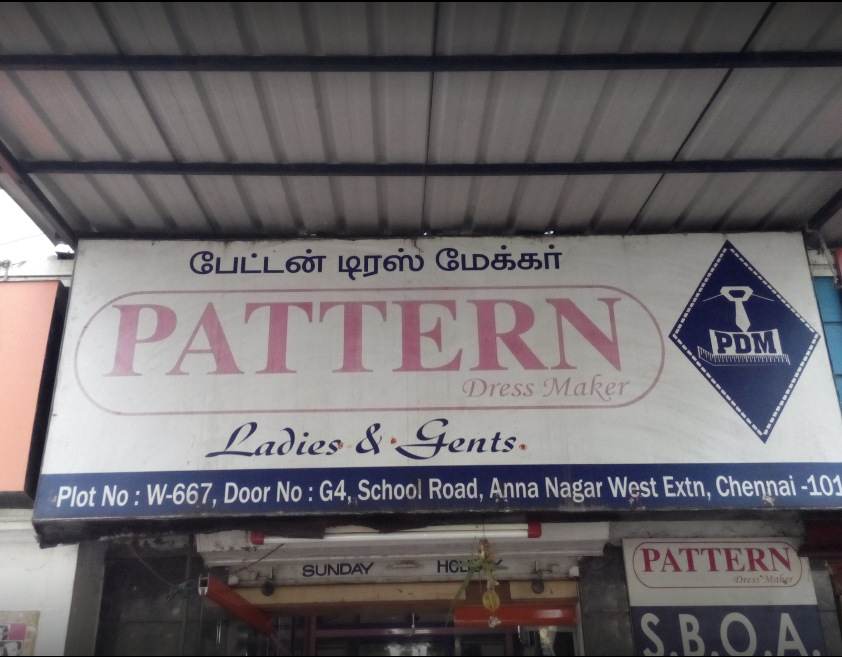 பேட்டன் டிரஸ் மேக்கர்
PATTERN
Dress Maker
PDM
Ladies & Gents
Plot No : W-667, Door No : G4, School Road, Anna Nagar West Extn, Chennai -101
SUNDAY
PATTERN
Dress Maker
S.B.O.A.